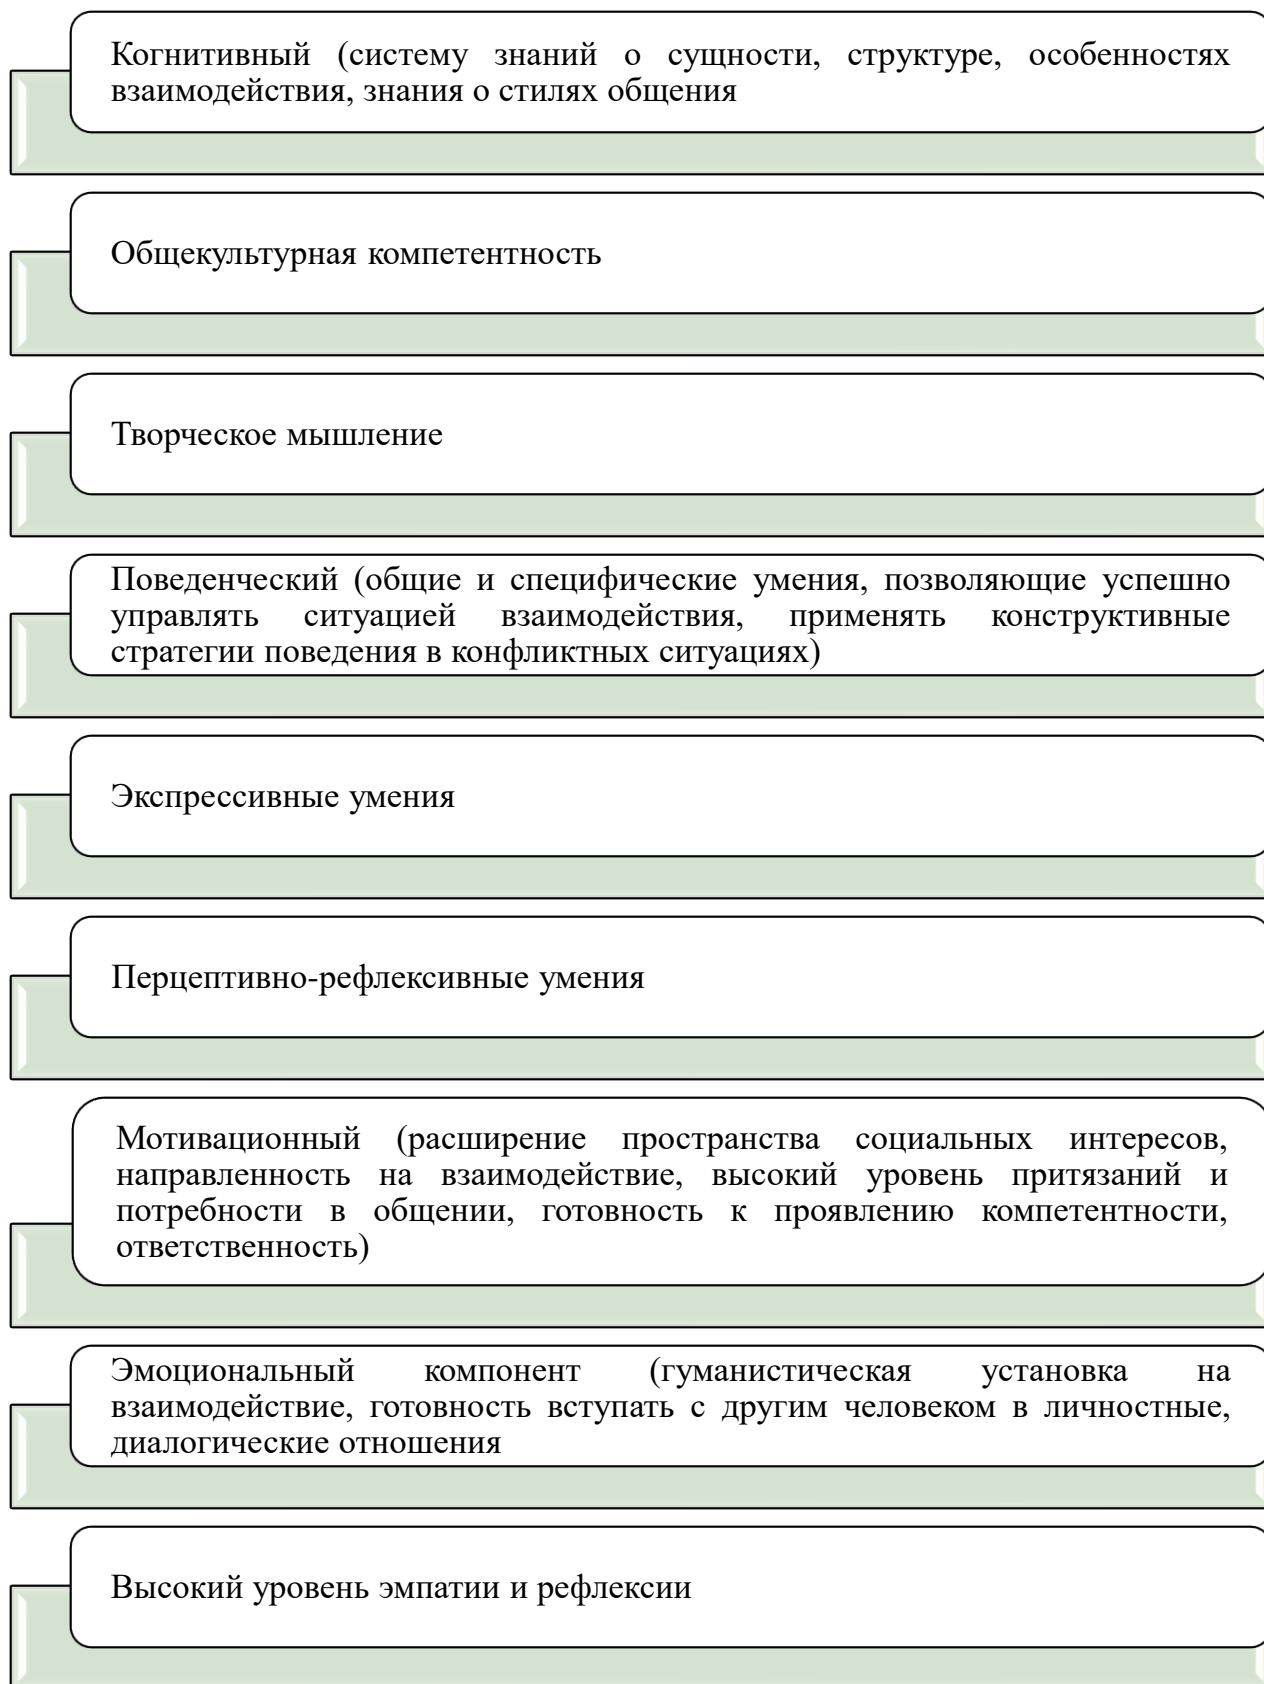 Когнитивный (систему знаний о сущности, структуре, особенностях
взаимодействия, знания о стилях общения
Общекультурная компетентность
Творческое мышление
Поведенческий (общие и специфические умения, позволяющие успешно
управлять ситуацией взаимодействия, применять конструктивные
стратегии поведения в конфликтных ситуациях)
Экспрессивные умения
Перцептивно-рефлексивные умения
Мотивационный (расширение пространства социальных интересов,
направленность на взаимодействие, высокий уровень притязаний и
потребности в общении, готовность к проявлению компетентности,
ответственность)
Эмоциональный компонент (гуманистическая установка на
взаимодействие, готовность вступать с другим человеком в личностные,
диалогические отношения
Высокий уровень эмпатии и рефлексии